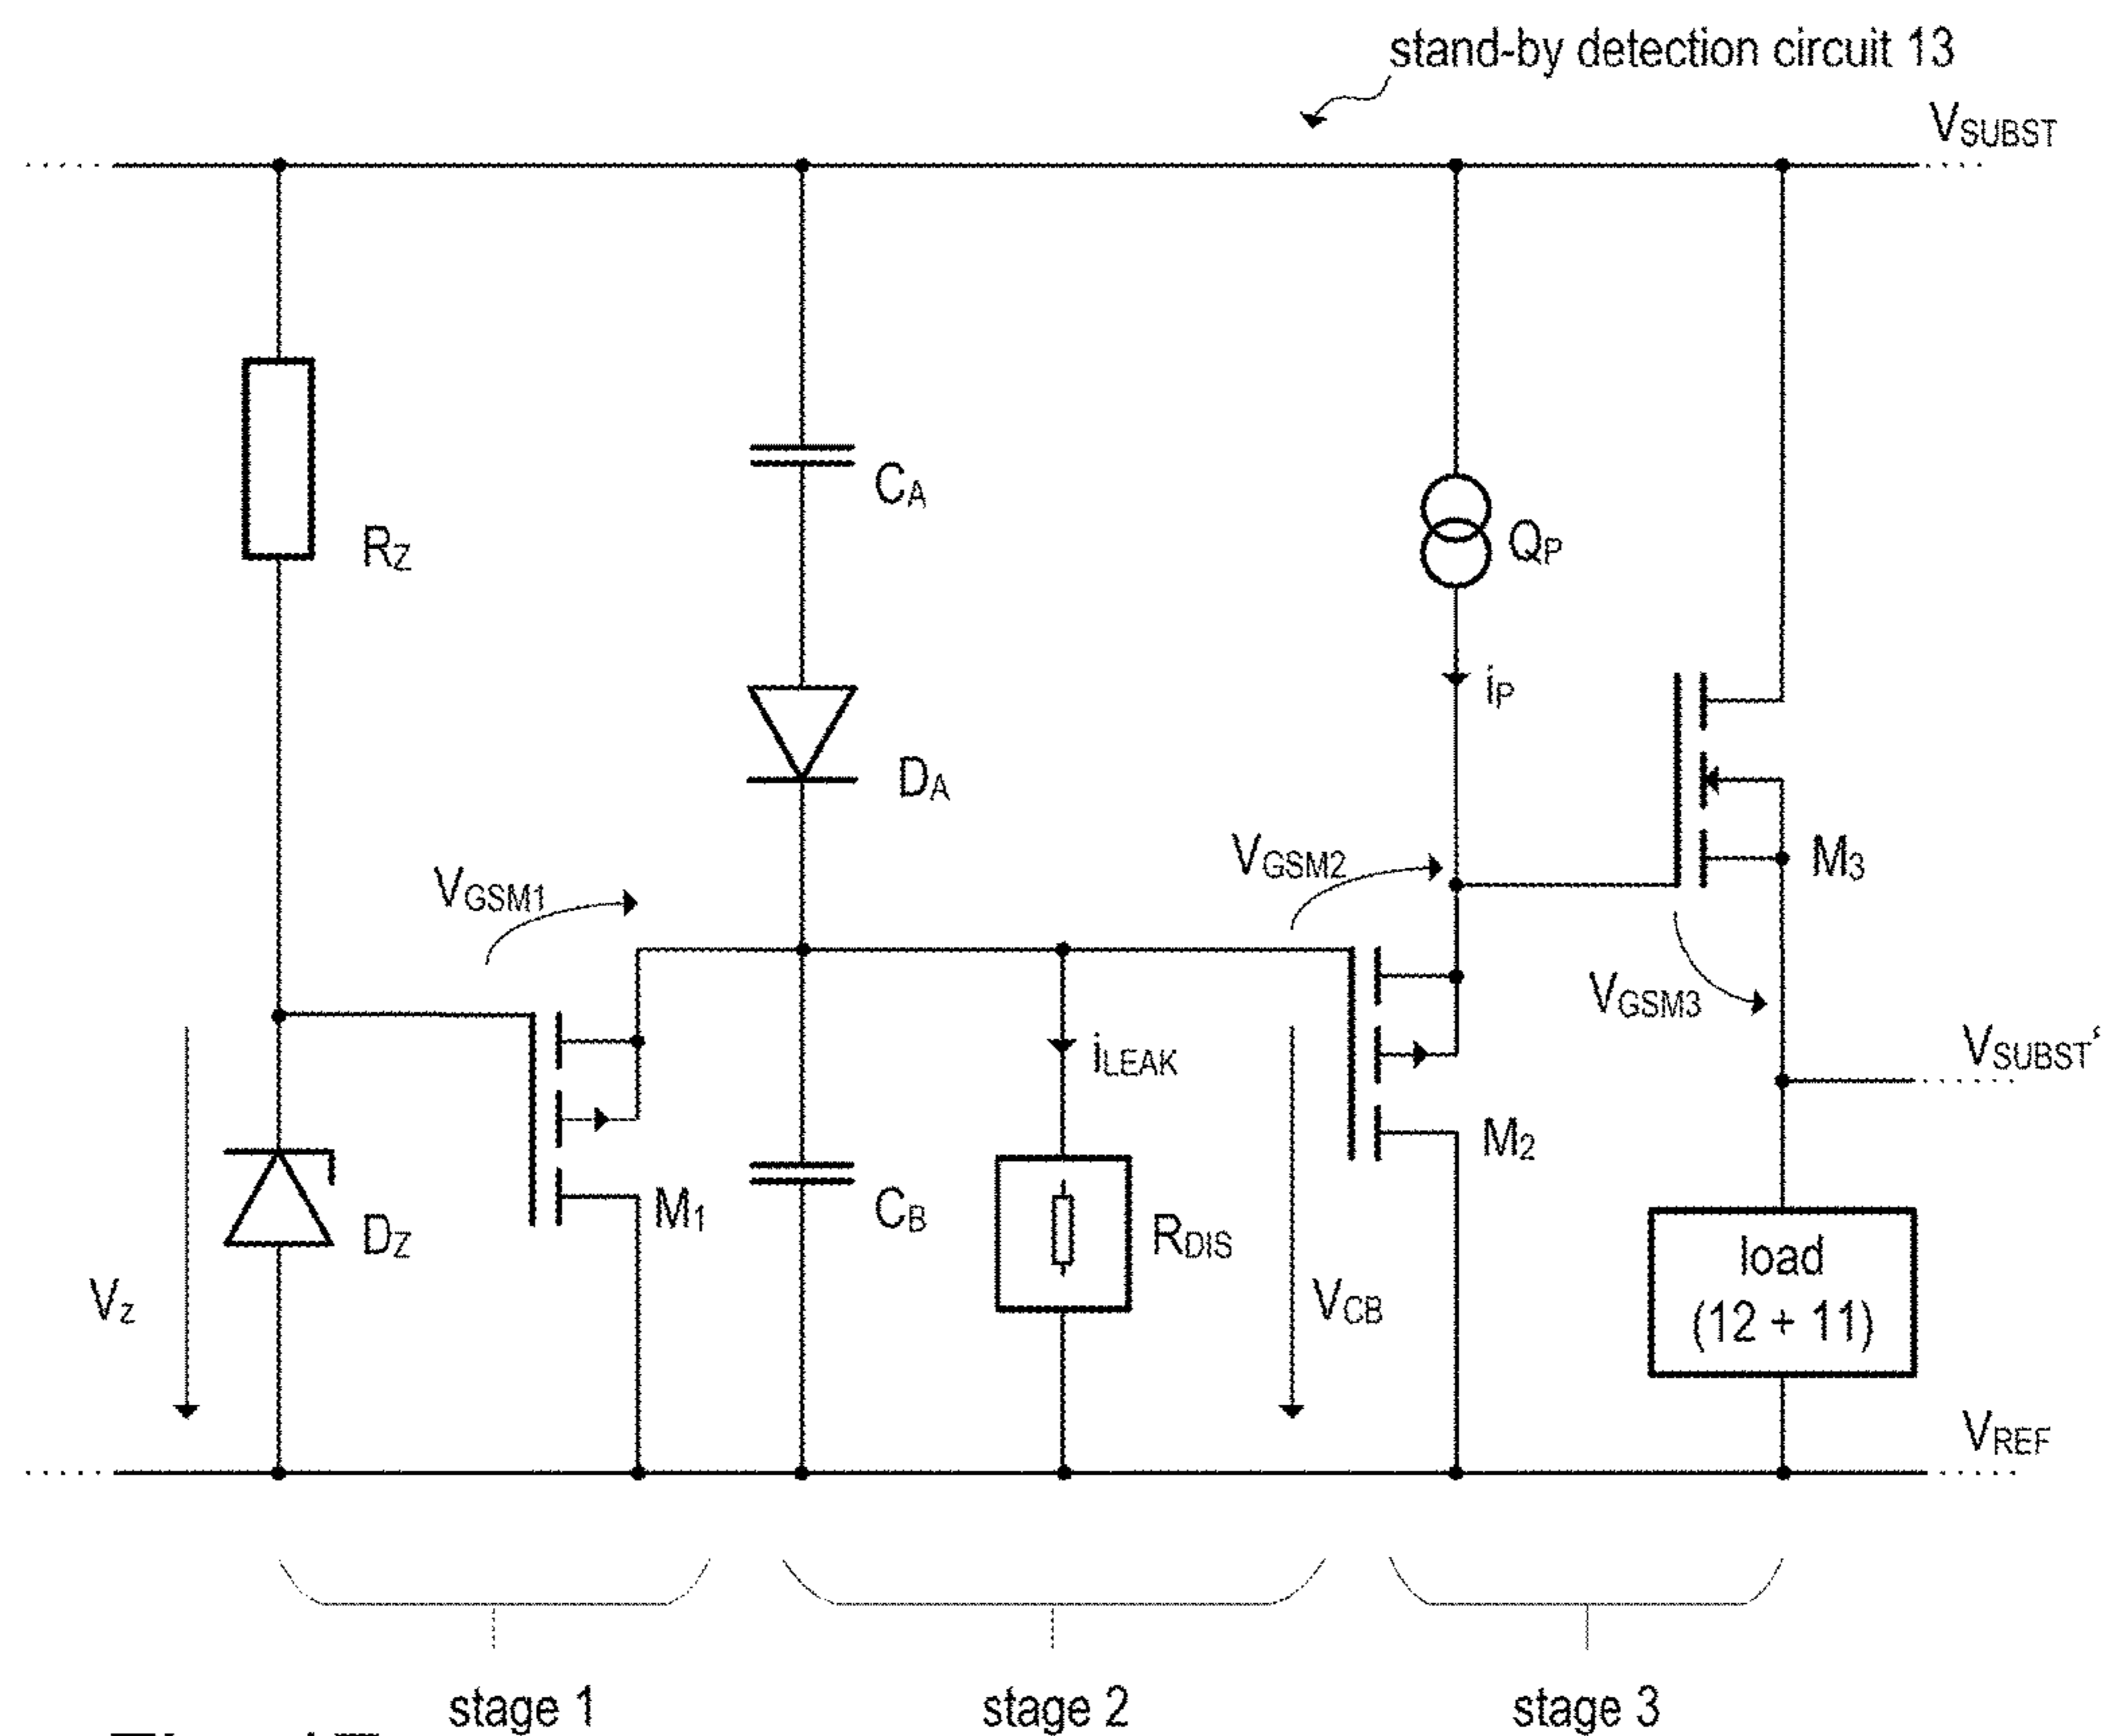 stand-by detection circuit 13
VSUBST
CA
RZ
QP
iP
DA
VGSM1
VGSM2
M3
VGSM3
iLEAK
VSUBST‘
M1
M2
CB
RDIS
DZ
VZ
VCB
load
(12 + 11)
VREF
stage 1
stage 2
stage 3